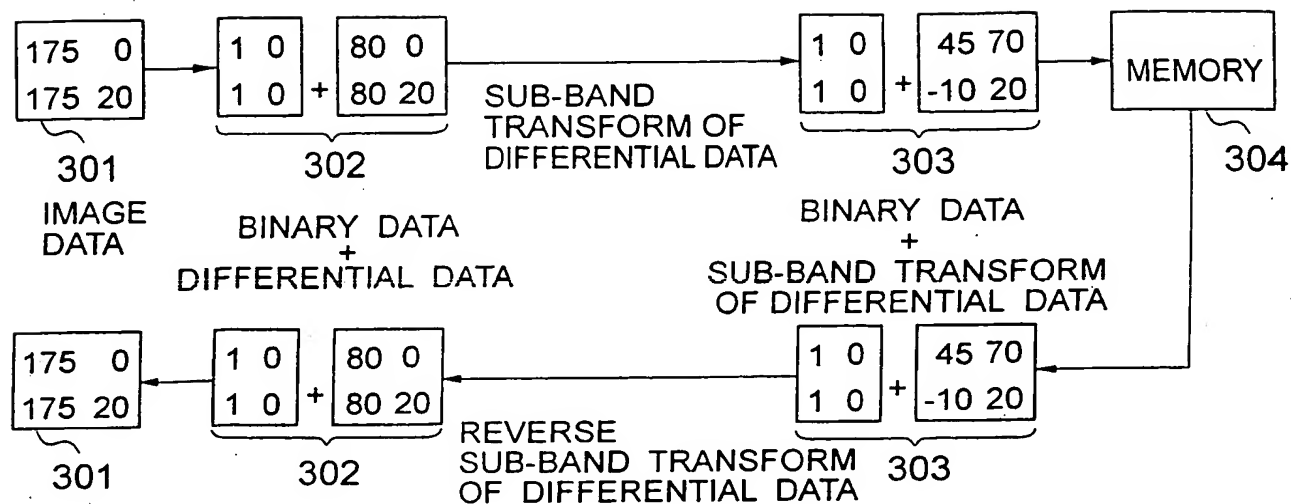 175 0
175 20
301
IMAGE
DATA
1 0
1 0
+
80 0
80 20
302
BINARY DATA
+
DIFFERENTIAL DATA
SUB-BAND
TRANSFORM OF
DIFFERENTIAL DATA
1 0
1 0
+
45 70
-10 20
303
BINARY DATA
+
SUB-BAND TRANSFORM
OF DIFFERENTIAL DATA
MEMORY
304
175 0
175 20
301
1 0
1 0
+
80 0
80 20
302
REVERSE
SUB-BAND TRANSFORM
OF DIFFERENTIAL DATA
1 0
1 0
+
45 70
-10 20
303